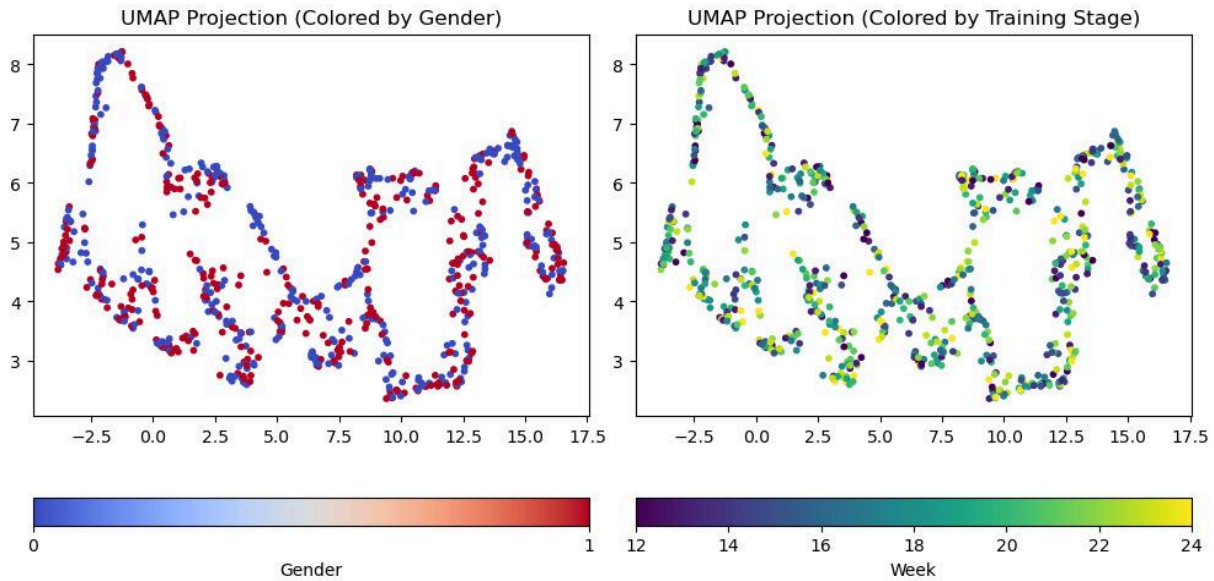 UMAP Projection (Colored by Gender)
UMAP Projection (Colored by Training Stage)
8
7
6
5
4
3
−2.5 0.0 2.5 5.0 7.5 10.0 12.5 15.0 17.5
8
7
6
5
4
3
−2.5 0.0 2.5 5.0 7.5 10.0 12.5 15.0 17.5
0 1
Gender
12 14 16 18 20 22 24
Week